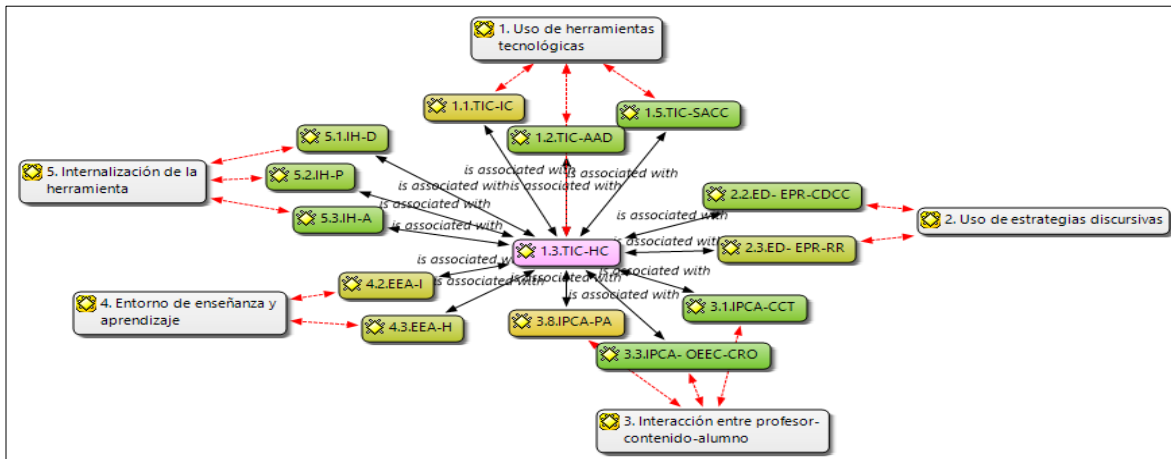 1. Uso de herramientas
tecnológicas
1.1.TIC-IC
1.5.TIC-SACC
1.2.TIC-AAD
5.1.IH-D
5. Internalización de la
herramienta
5.2.IH-P
5.3.IH-A
is associated with
is associated with
is associated with
is associated with
is associated with
is associated with
2.2.ED- EPR-CDCC
is associated with
2. Uso de estrategias discursivas
2.3.ED- EPR-RR
is associated with
1.3.TIC-HC
is associated with
is associated with
is associated with
is associated with
is associated with
4.2.EEA-I
4. Entorno de enseñanza y
aprendizaje
4.3.EEA-H
3.1.IPCA-CCT
3.8.IPCA-PA
3.3.IPCA- OEEC-CRO
3. Interacción entre profesor-
contenido-alumno